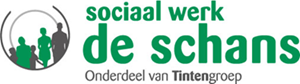 sociaal werk
de schans
Onderdeel van Tintengroep